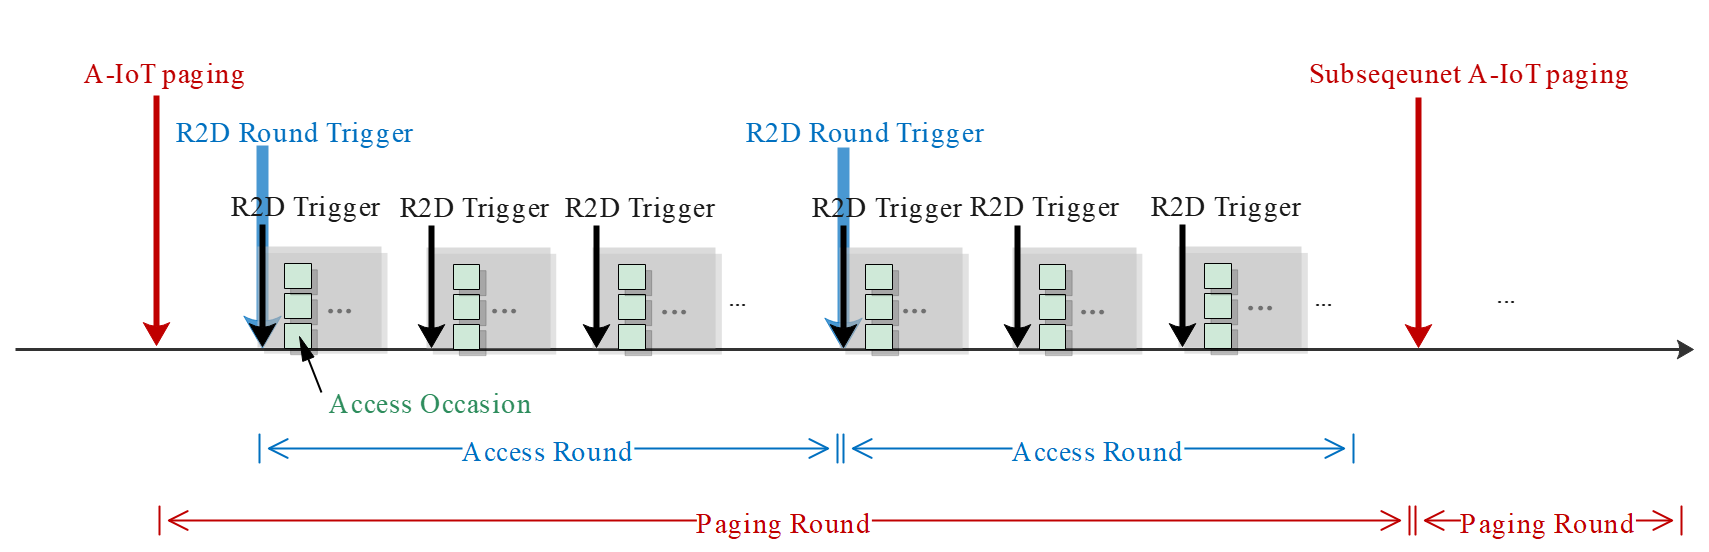 A-IoT paging
Subseqeunet A-IoT paging
R2D Round Trigger
R2D Round Trigger
R2D Trigger
R2D Trigger
R2D Trigger
R2D Trigger
R2D Trigger
R2D Trigger
...
...
...
...
...
...
...
...
...
Access Occasion
Access Round
Access Round
Paging Round
Paging Round